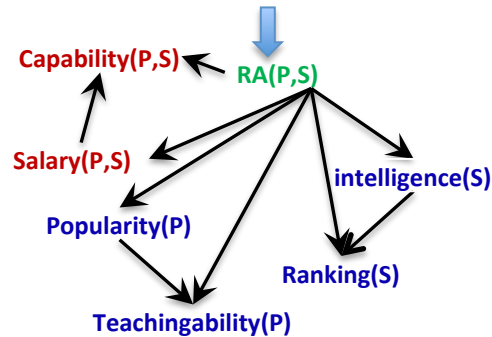 Capability(P,S)
RA(P,S)
Salary(P,S)
intelligence(S)
Popularity(P)
Ranking(S)
Teachingability(P)